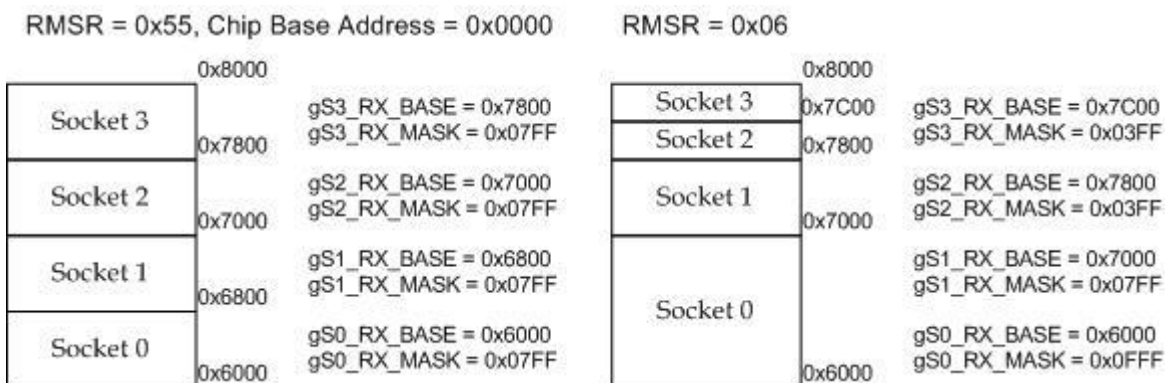 RMSR = 0x55, Chip Base Address = 0x0000
0x8000
Socket 3
gS3_RX_BASE = 0x7800
gS3_RX_MASK = 0x07FF
0x7800
Socket 2
gS2_RX_BASE = 0x7000
gS2_RX_MASK = 0x07FF
0x7000
Socket 1
gS1_RX_BASE = 0x6800
gS1_RX_MASK = 0x07FF
0x6800
Socket 0
gS0_RX_BASE = 0x6000
gS0_RX_MASK = 0x07FF
0x6000
RMSR = 0x06
0x8000
Socket 3
0x7C00
gS3_RX_BASE = 0x7C00
gS3_RX_MASK = 0x03FF
Socket 2
0x7800
Socket 1
gS2_RX_BASE = 0x7800
gS2_RX_MASK = 0x03FF
0x7000
gS1_RX_BASE = 0x7000
gS1_RX_MASK = 0x07FF
Socket 0
gS0_RX_BASE = 0x6000
gS0_RX_MASK = 0x0FFF
0x6000